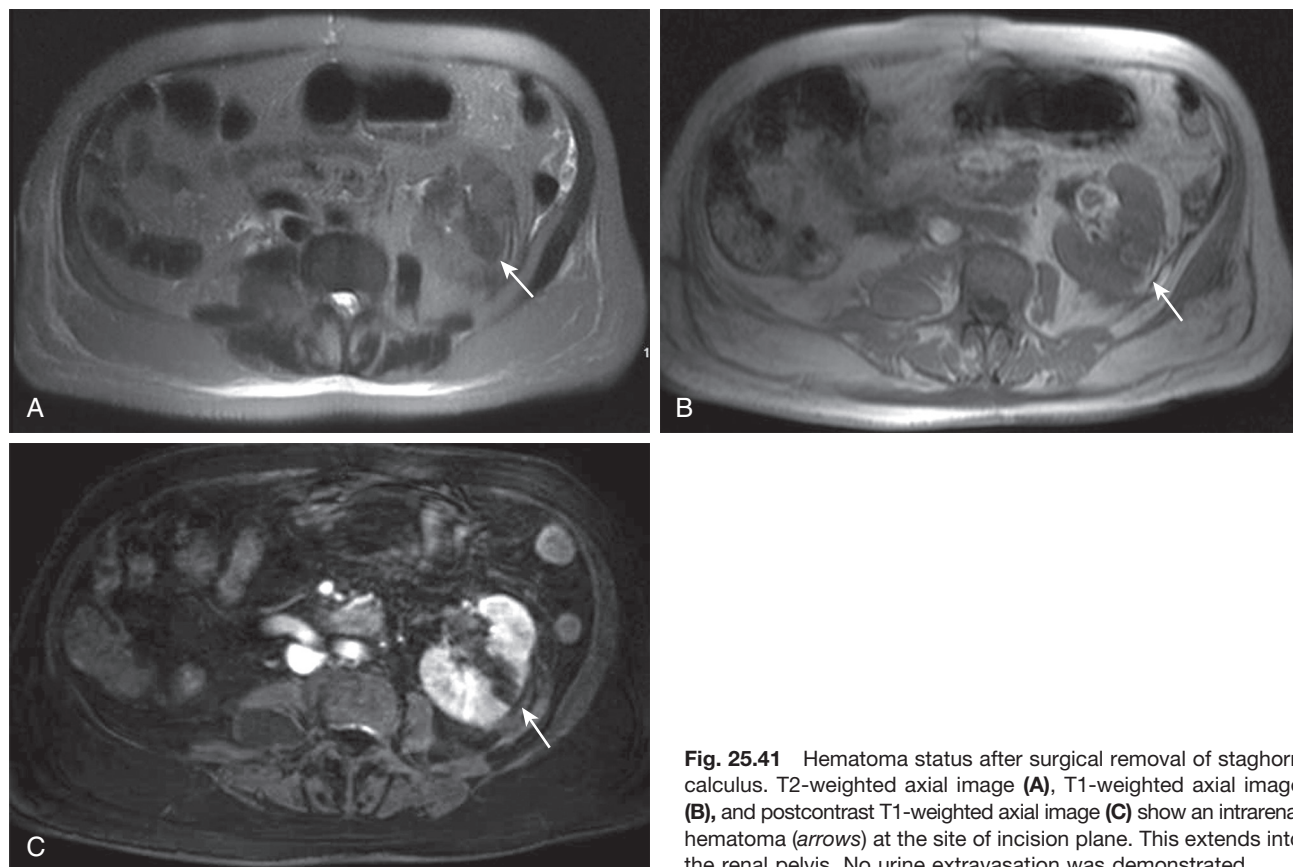 A
1
B
C
Fig. 25.41 Hematoma status after surgical removal of staghorn
calculus. T2-weighted axial image (A), T1-weighted axial image
(B), and postcontrast T1-weighted axial image (C) show an intrarenal
hematoma (arrows) at the site of incision plane. This extends into
the renal pelvis. No urine extravasation was demonstrated.